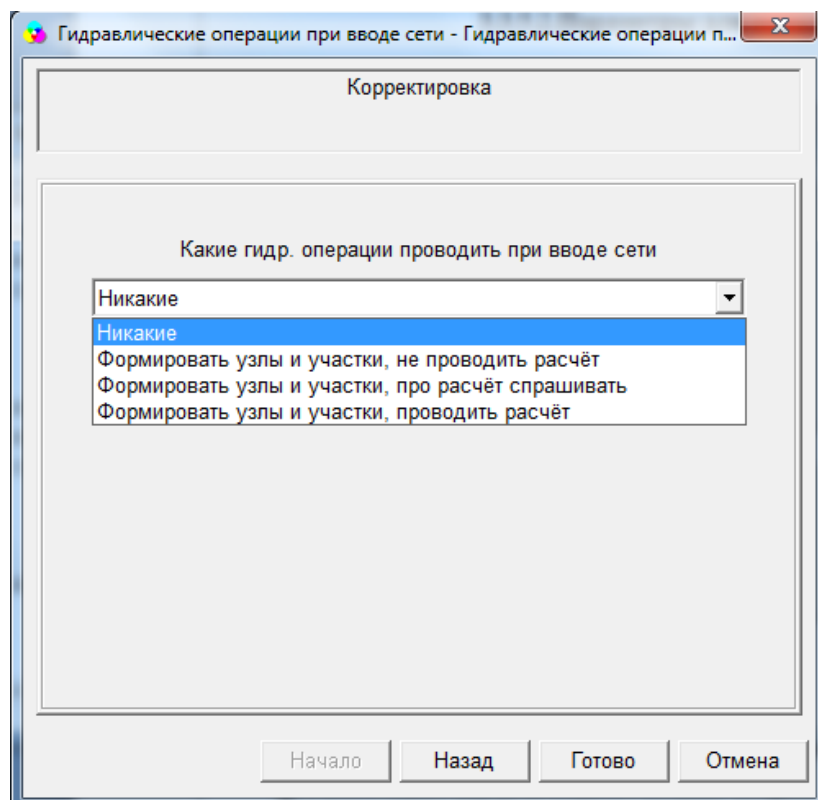 Гидравлические операции при вводе сети - Гидравлические операции п...
Корректировка
Какие гидр. операции проводить при вводе сети
Никакие
Никакие
Формировать узлы и участки, не проводить расчёт
Формировать узлы и участки, про расчёт спрашивать
Формировать узлы и участки, проводить расчёт
Начало Назад Готово Отмена